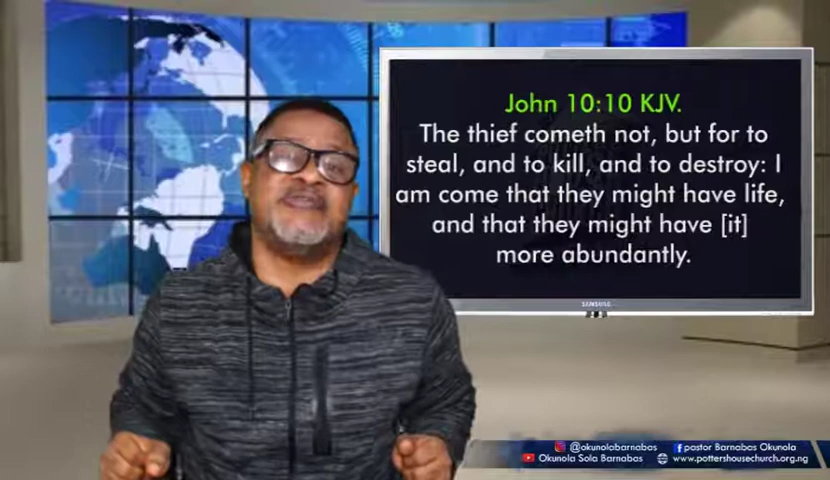 John 10:10 KJV.
The thief cometh not, but for to
steal, and to kill, and to destroy: I
am come that they might have life,
and that they might have [it]
more abundantly.
SAMSUNG
@okunolabarnabas pastor Barnabas Okunola
Okunola Sola Barnabas www.pottershousechurch.org.ng